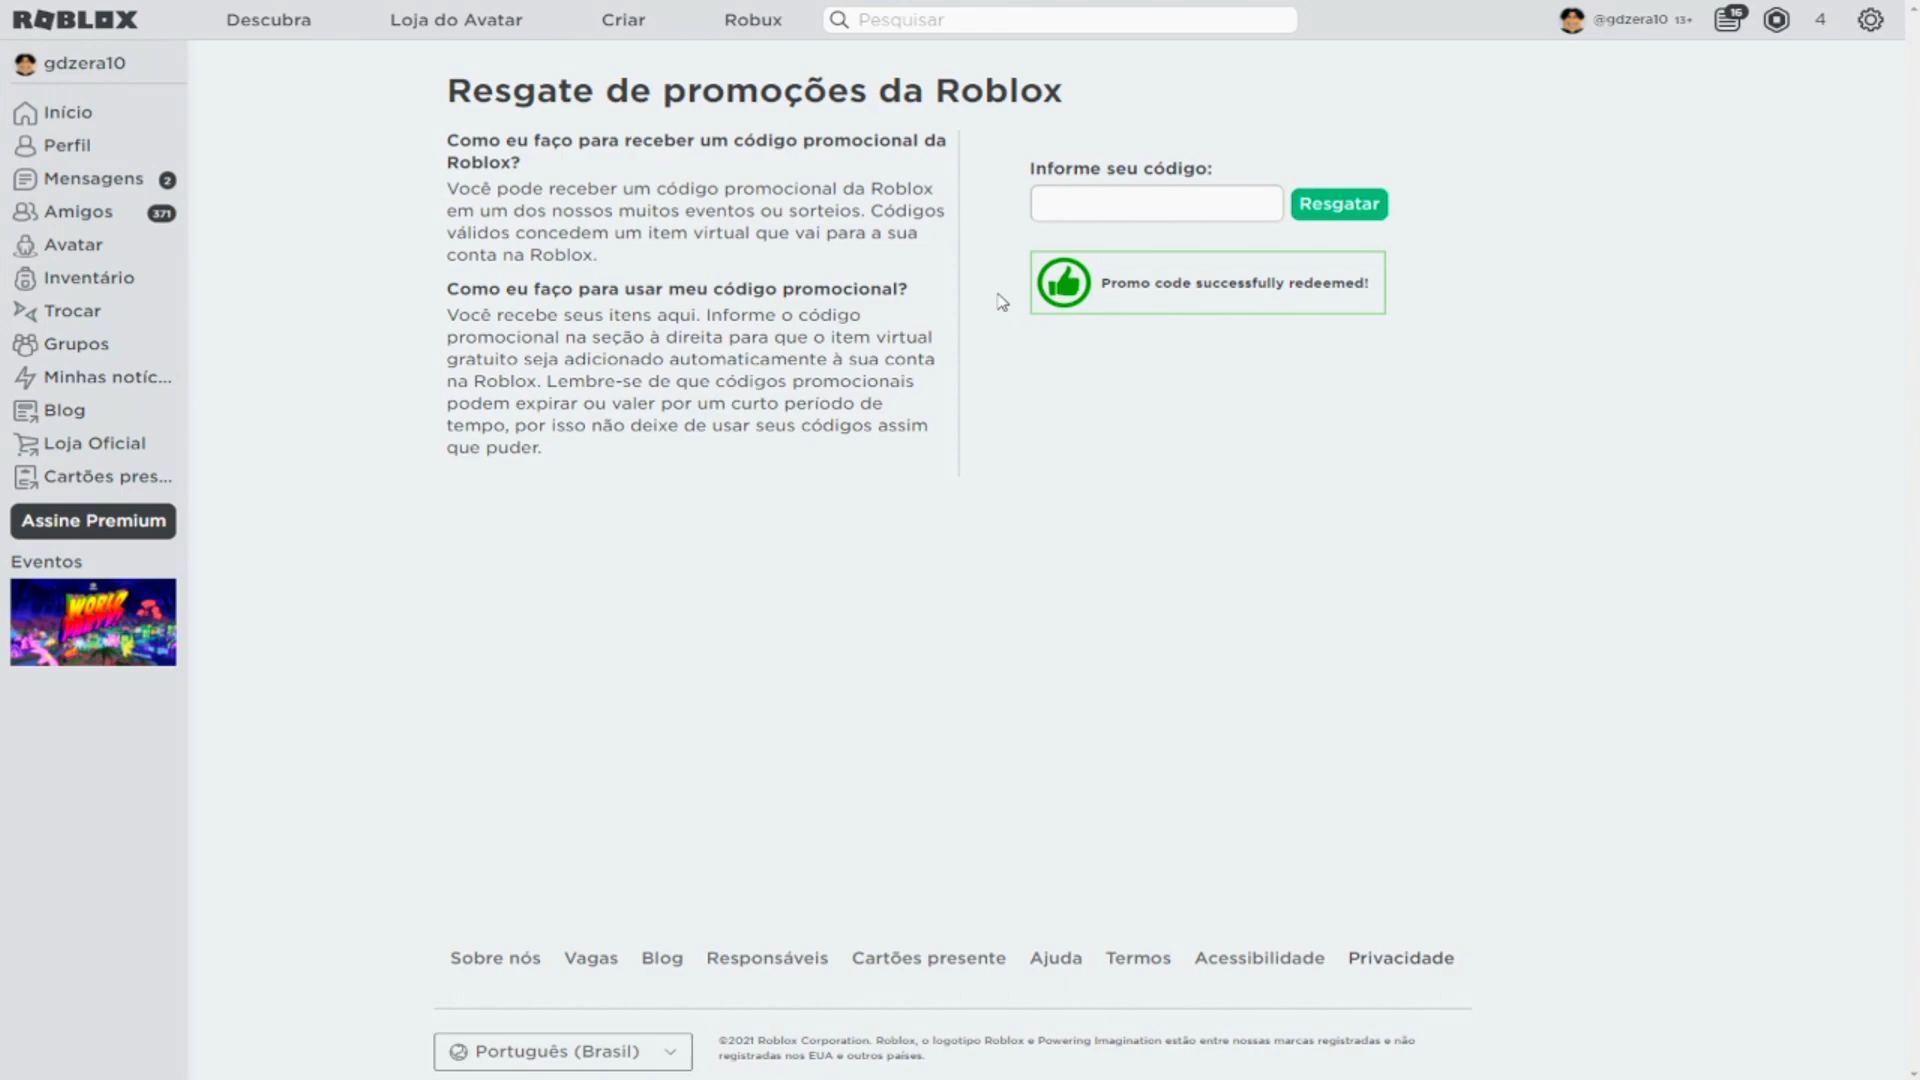 ROBLOX
Descubra
Loja do Avatar
Criar
Robux
Pesquisar
@gdzera10 13+
16
4
gdzera10
Início
Perfil
Mensagens 2
Amigos 371
Avatar
Inventário
Trocar
Grupos
Minhas notíc...
Blog
Loja Oficial
Cartões pres...
Assine Premium
Eventos
WORLD
Resgate de promoções da Roblox
Como eu faço para receber um código promocional da
Roblox?
Você pode receber um código promocional da Roblox
em um dos nossos muitos eventos ou sorteios. Códigos
válidos concedem um item virtual que vai para a sua
conta na Roblox.
Como eu faço para usar meu código promocional?
Você recebe seus itens aqui. Informe o código
promocional na seção à direita para que o item virtual
gratuito seja adicionado automaticamente à sua conta
na Roblox. Lembre-se de que códigos promocionais
podem expirar ou valer por um curto período de
tempo, por isso não deixe de usar seus códigos assim
que puder.
Informe seu código:
Resgatar
Promo code successfully redeemed!
Sobre nós
Vagas
Blog
Responsáveis
Cartões presente
Ajuda
Termos
Acessibilidade
Privacidade
Português (Brasil)
©2021 Roblox Corporation. Roblox, o logotipo Roblox e Powering Imagination estão entre nossas marcas registradas e não
registradas nos EUA e outros países.